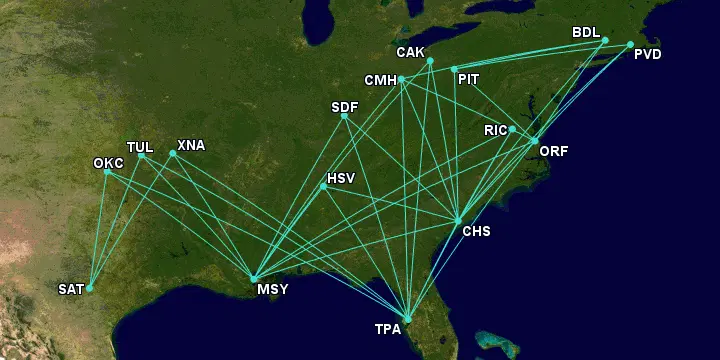 BDL
CAK
PVD
CMH
PIT
SDF
RIC
TUL
XNA
ORF
OKC
HSV
CHS
SAT
MSY
TPA